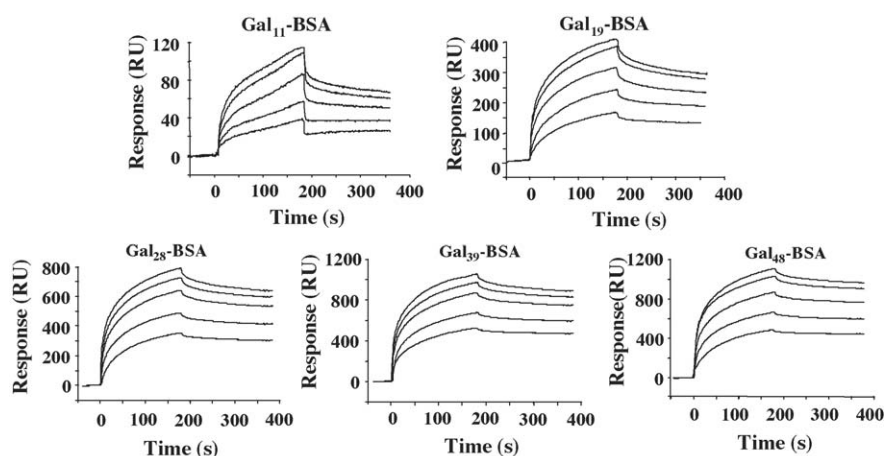 Gal₁₁-BSA
Response (RU)
120
80
40
0
0 100 200 300 400
Time (s)
Gal₁₉-BSA
Response (RU)
400
300
200
100
0
0 100 200 300 400
Time (s)
Gal₂₈-BSA
Response (RU)
800
600
400
200
0
0 100 200 300 400
Time (s)
Gal₃₉-BSA
Response (RU)
1200
800
400
0
0 100 200 300 400
Time (s)
Gal₄₈-BSA
Response(RU)
1200
800
400
0
0 100 200 300 400
Time (s)